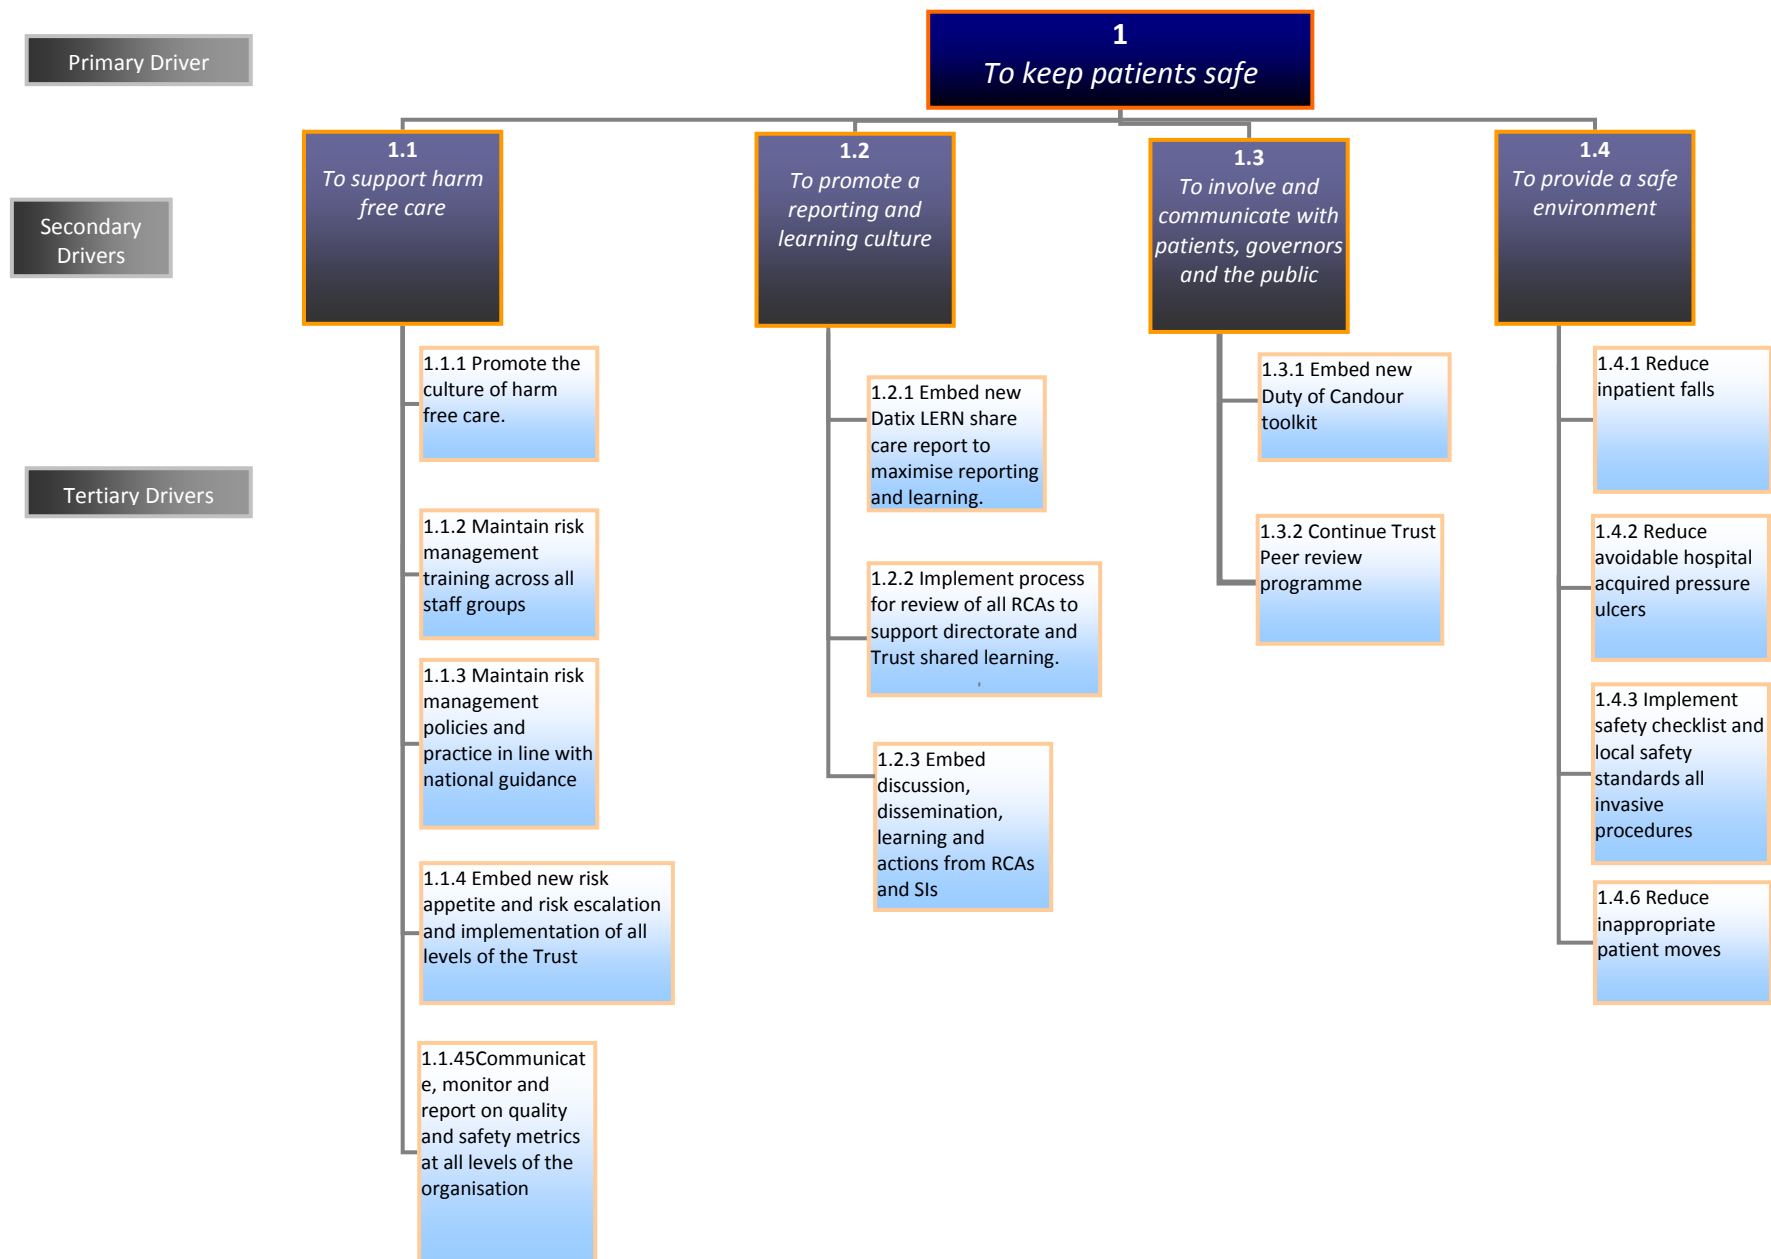 Primary Driver
1
To keep patients safe
Secondary
Drivers
1.1
To support harm
free care
1.2
To promote a
reporting and
learning culture
1.3
To involve and
communicate with
patients, governors
and the public
1.4
To provide a safe
environment
Tertiary Drivers
1.1.1 Promote the
culture of harm
free care.
1.1.2 Maintain risk
management
training across all
staff groups
1.1.3 Maintain risk
management
policies and
practice in line with
national guidance
1.1.4 Embed new risk
appetite and risk escalation
and implementation of all
levels of the Trust
1.1.45Communicat
e, monitor and
report on quality
and safety metrics
at all levels of the
organisation
1.2.1 Embed new
Datix LERN share
care report to
maximise reporting
and learning.
1.2.2 Implement process
for review of all RCAs to
support directorate and
Trust shared learning.
1.2.3 Embed
discussion,
dissemination,
learning and
actions from RCAs
and SIs
1.3.1 Embed new
Duty of Candour
toolkit
1.3.2 Continue Trust
Peer review
programme
1.4.1 Reduce
inpatient falls
1.4.2 Reduce
avoidable hospital
acquired pressure
ulcers
1.4.3 Implement
safety checklist and
local safety
standards all
invasive
procedures
1.4.6 Reduce
inappropriate
patient moves